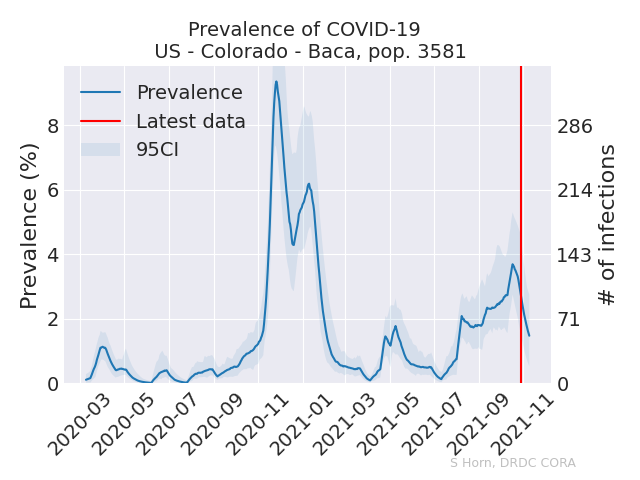 Prevalence of COVID-19
US - Colorado - Baca, pop. 3581
Prevalence
Latest data
95CI
Prevalence (%)
8
6
4
2
0
286
214
143
71
0
# of infections
2020-03
2020-05
2020-07
2020-09
2020-11
2021-01
2021-03
2021-05
2021-07
2021-09
2021-11
S Horn, DRDC CORA